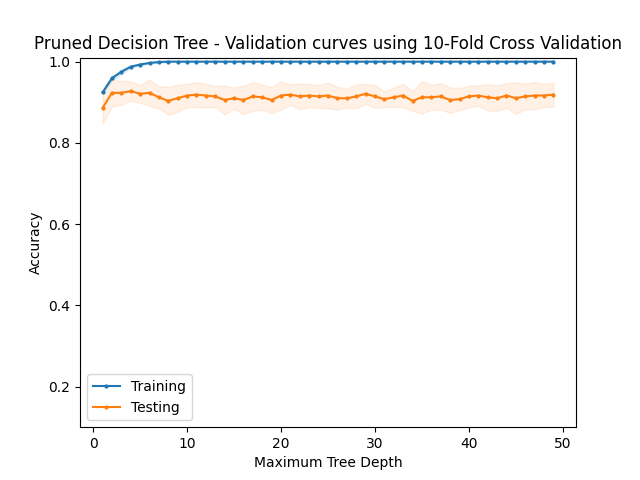 Pruned Decision Tree - Validation curves using 10-Fold Cross Validation
1.0
0.8
0.6
0.4
0.2
Accuracy
Training
Testing
0 10 20 30 40 50
Maximum Tree Depth